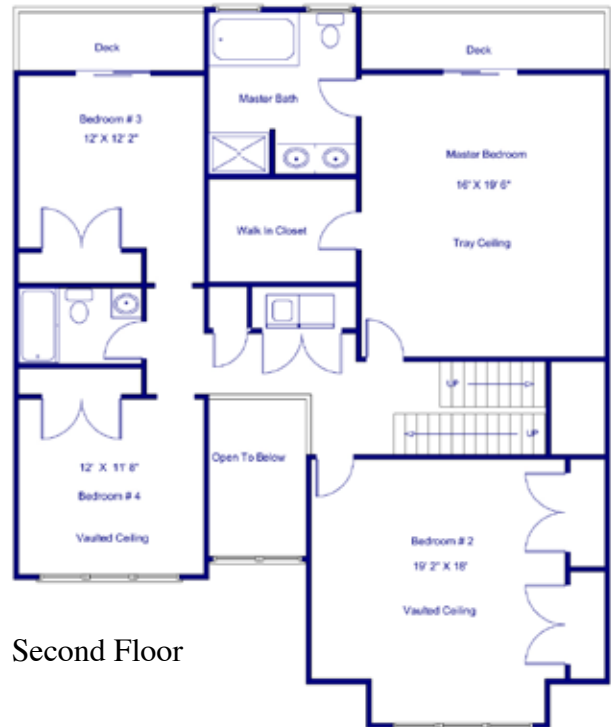 Deck
Deck
Master Bath
Bedroom # 3
12' X 12' 2"
Master Bedroom
16' X 19' 6"
Tray Ceiling
Walk In Closet
UP
UP
Open To Below
12' X 11' 8"
Bedroom # 4
Vaulted Ceiling
Bedroom # 2
19' 2" X 16'
Vaulted Ceiling
Second Floor